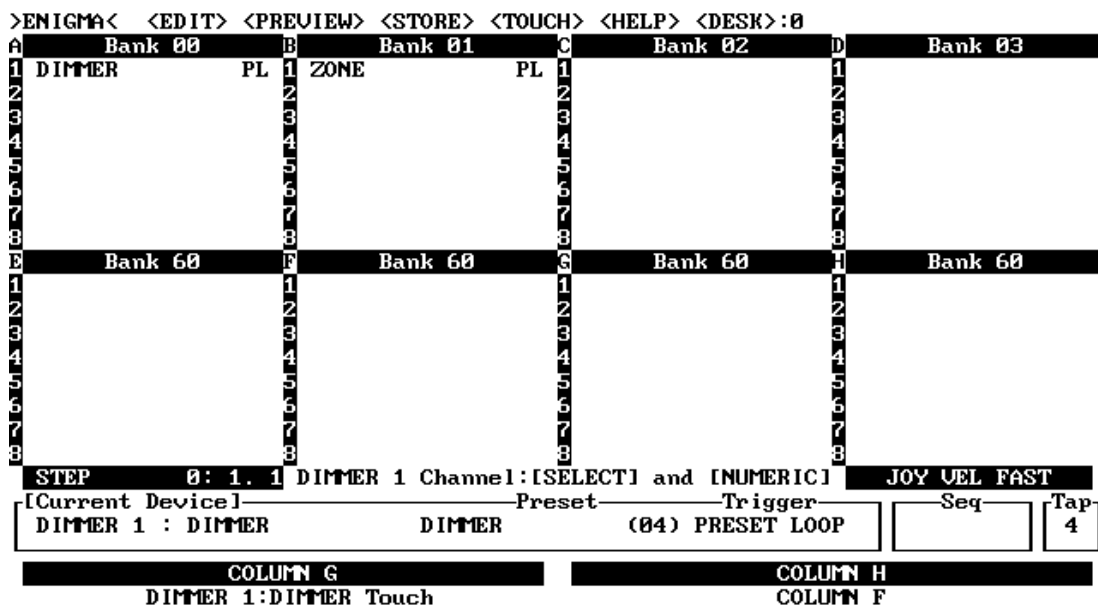 >ENIGMA< <EDIT> <PREVIEW> <STORE> <TOUCH> <HELP> <DESK>:0
A Bank 00 B Bank 01 C Bank 02 D Bank 03
1 DIMMER PL 1 ZONE PL 1 1
2 2 2 2
3 3 3 3
4 4 4 4
5 5 5 5
6 6 6 6
7 7 7 7
8 8 8 8
E Bank 60 F Bank 60 G Bank 60 H Bank 60
1 1 1 1
2 2 2 2
3 3 3 3
4 4 4 4
5 5 5 5
6 6 6 6
7 7 7 7
8 8 8 8
STEP 0: 1. 1 DIMMER 1 Channel:[SELECT] and [NUMERIC] JOY VEL FAST
[Current Device] Preset Trigger Seq Tap
DIMMER 1 : DIMMER DIMMER (04) PRESET LOOP 4
COLUMN G COLUMN H
DIMMER 1:DIMMER Touch COLUMN F